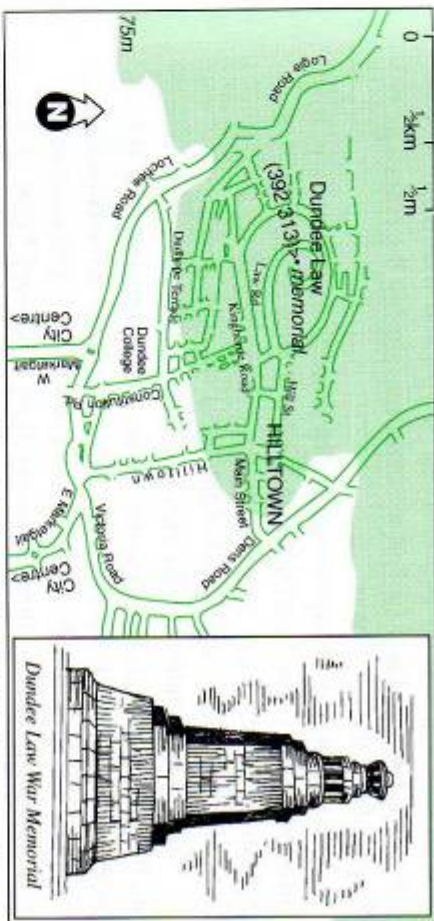 0
½km
½m
75m
N
Logie Road
Lochee Road
Dundee Law
(392 313)>• memorial
Law Rd
Hill St
Kinghorne Road
Dudhope Terrace
Dundee
College
HILLTOWN
Main Street
Hilltown
Constitution Rd
Dens Road
Victoria Road
W Marketgait
E Marketgait
City
Centre>
City
Centre>
Dundee Law War Memorial